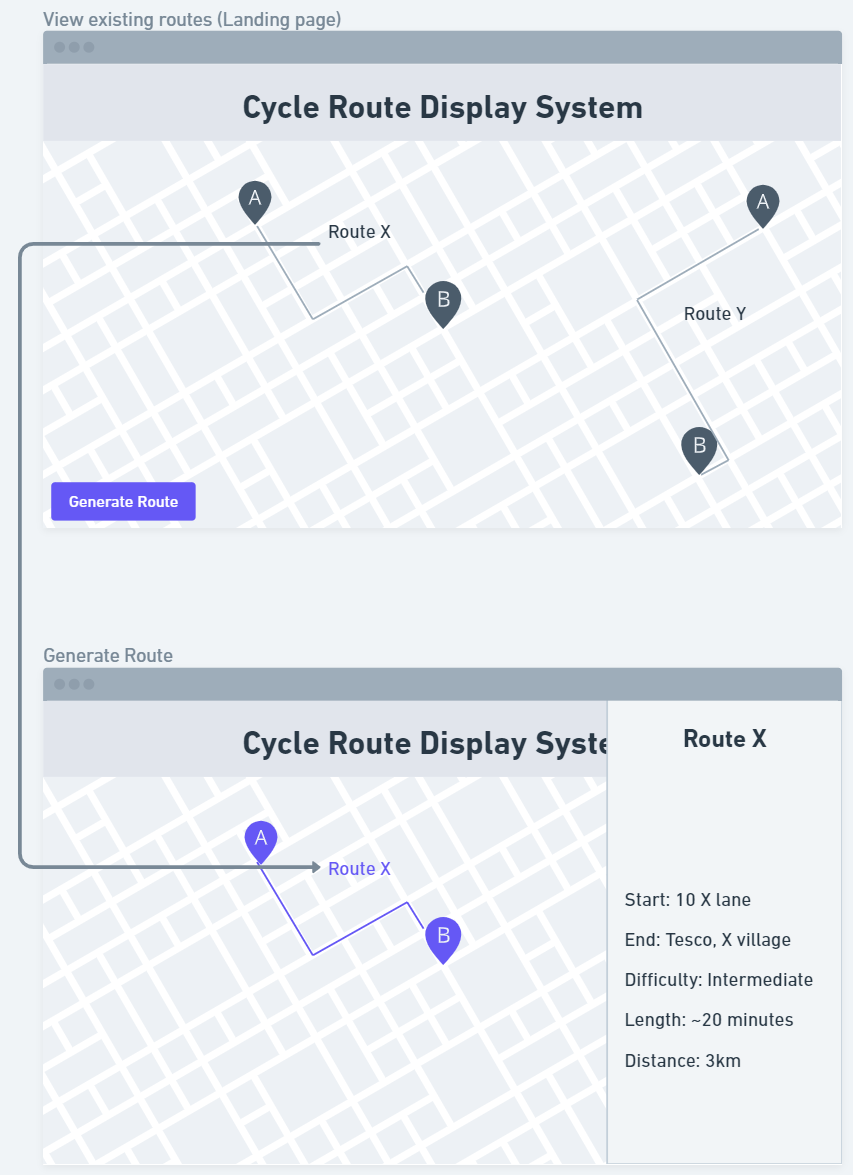 View existing routes (Landing page)
Cycle Route Display System
A
A
Route X
B
Route Y
B
Generate Route
Generate Route
Cycle Route Display Syste
Route X
A
Route X
Start: 10 X lane
B
End: Tesco, X village
Difficulty: Intermediate
Length: ~20 minutes
Distance: 3km